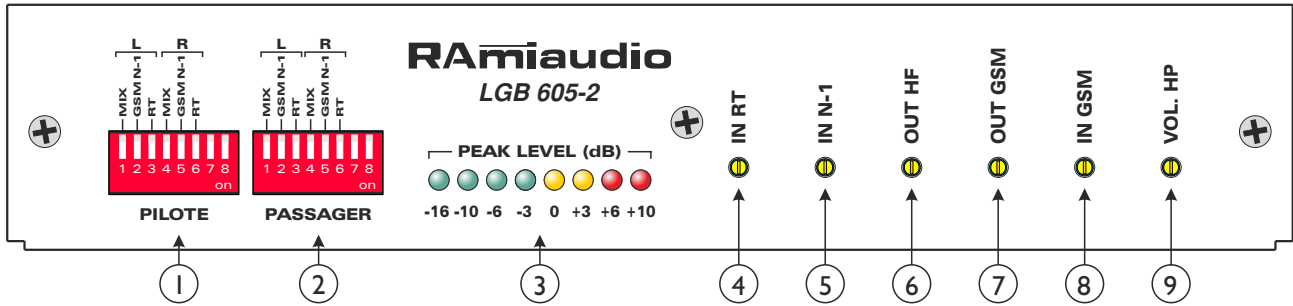 L R
MIX
GSM N-1
RT
MIX
GSM N-1
RT
1 2 3 4 5 6 7 8
on
PILOTE
L R
MIX
GSM N-1
RT
MIX
GSM N-1
RT
1 2 3 4 5 6 7 8
on
PASSAGER
RAmiaudio
LGB 605-2
PEAK LEVEL (dB)
-16 -10 -6 -3 0 +3 +6 +10
IN RT
IN N-1
OUT HF
OUT GSM
IN GSM
VOL. HP
1 2 3 4 5 6 7 8 9